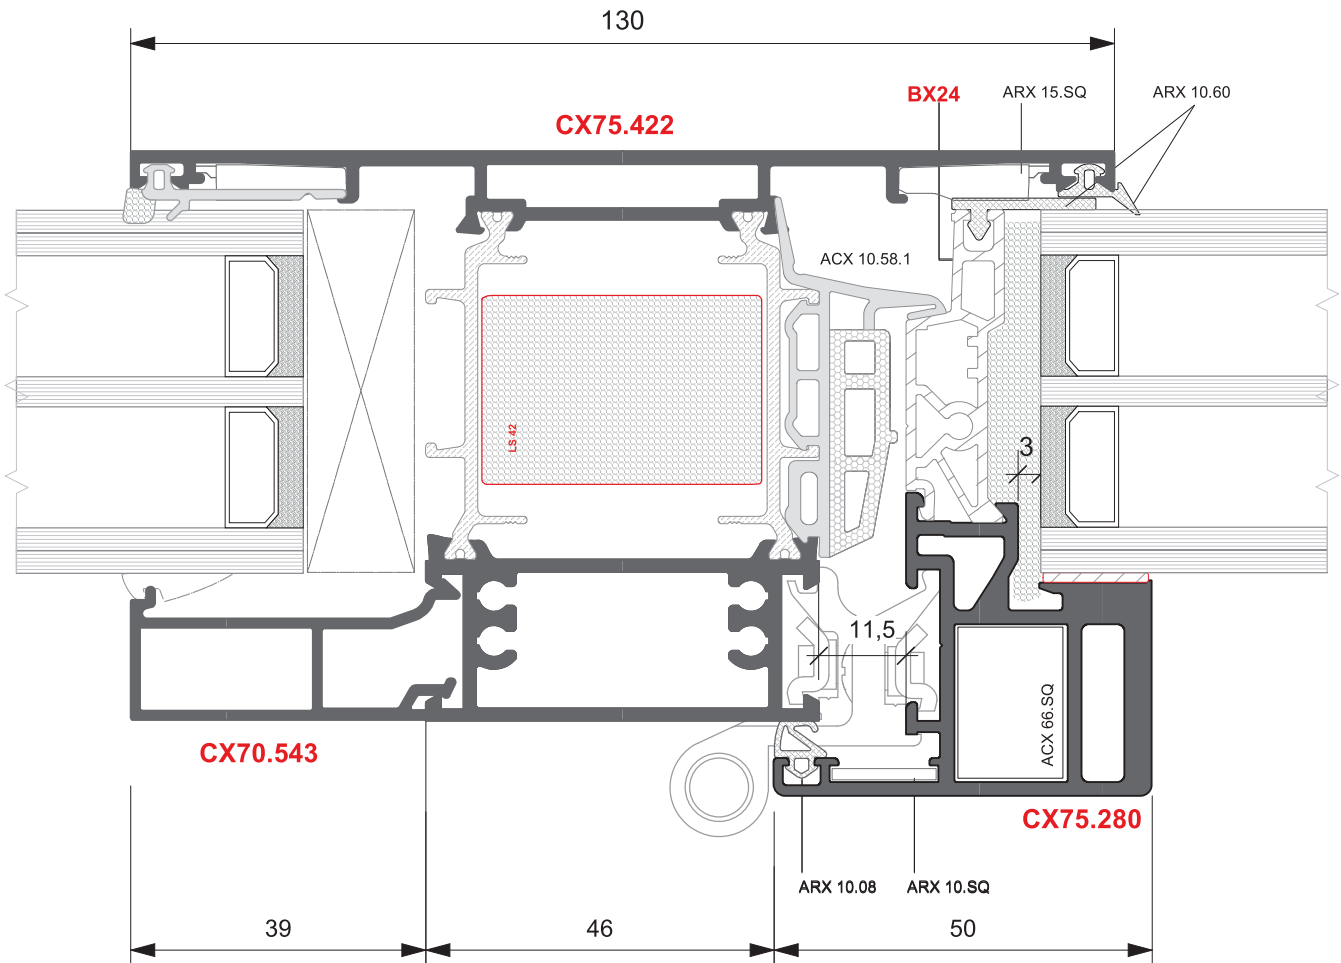 130
BX24
ARX 15.SQ
ARX 10.60
CX75.422
ACX 10.58.1
LS 42
3
11,5
ACX 66.SQ
CX70.543
CX75.280
ARX 10.08
ARX 10.SQ
39
46
50